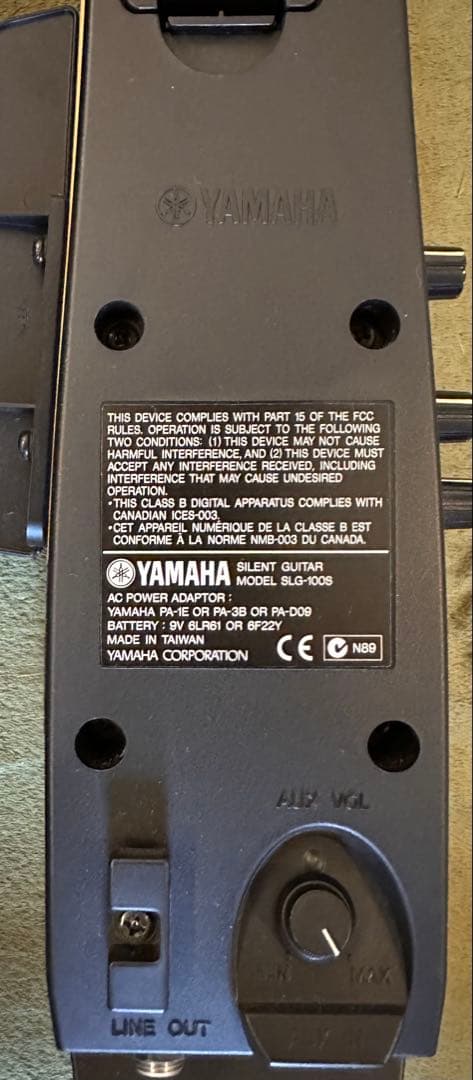 YAMAHA
THIS DEVICE COMPLIES WITH PART 15 OF THE FCC
RULES. OPERATION IS SUBJECT TO THE FOLLOWING
TWO CONDITIONS: (1) THIS DEVICE MAY NOT CAUSE
HARMFUL INTERFERENCE, AND (2) THIS DEVICE MUST
ACCEPT ANY INTERFERENCE RECEIVED, INCLUDING
INTERFERENCE THAT MAY CAUSE UNDESIRED
OPERATION.
•THIS CLASS B DIGITAL APPARATUS COMPLIES WITH
CANADIAN ICES-003.
•CET APPAREIL NUMÉRIQUE DE LA CLASSE B EST
CONFORME À LA NORME NMB-003 DU CANADA.
YAMAHA SILENT GUITAR
MODEL SLG-100S
AC POWER ADAPTOR :
YAMAHA PA-1E OR PA-3B OR PA-D09
BATTERY : 9V 6LR61 OR 6F22Y
MADE IN TAIWAN
YAMAHA CORPORATION CE N89
AUX VOL
MIN MAX
LINE OUT
AUX IN